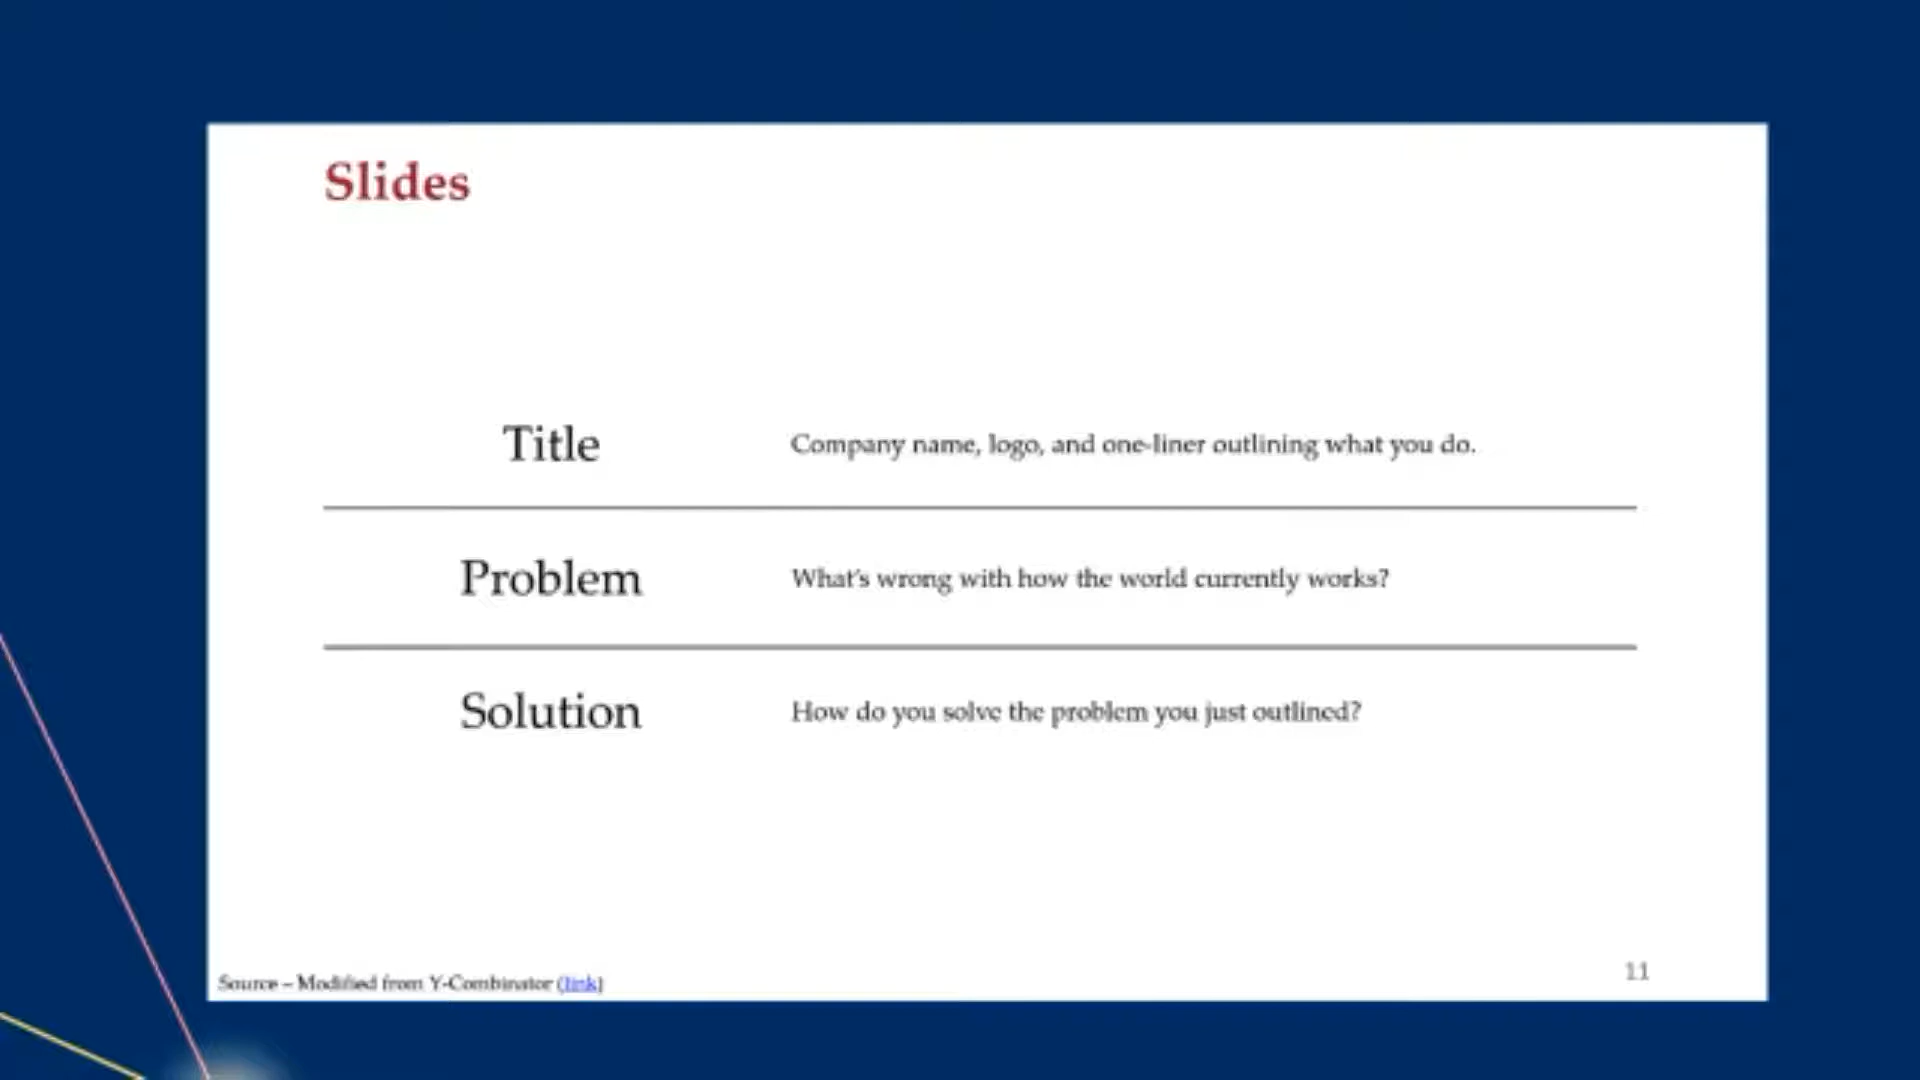 Slides
Title
Company name, logo, and one-liner outlining what you do.
Problem
What's wrong with how the world currently works?
Solution
How do you solve the problem you just outlined?
Source – Modified from Y-Combinator (link)
11